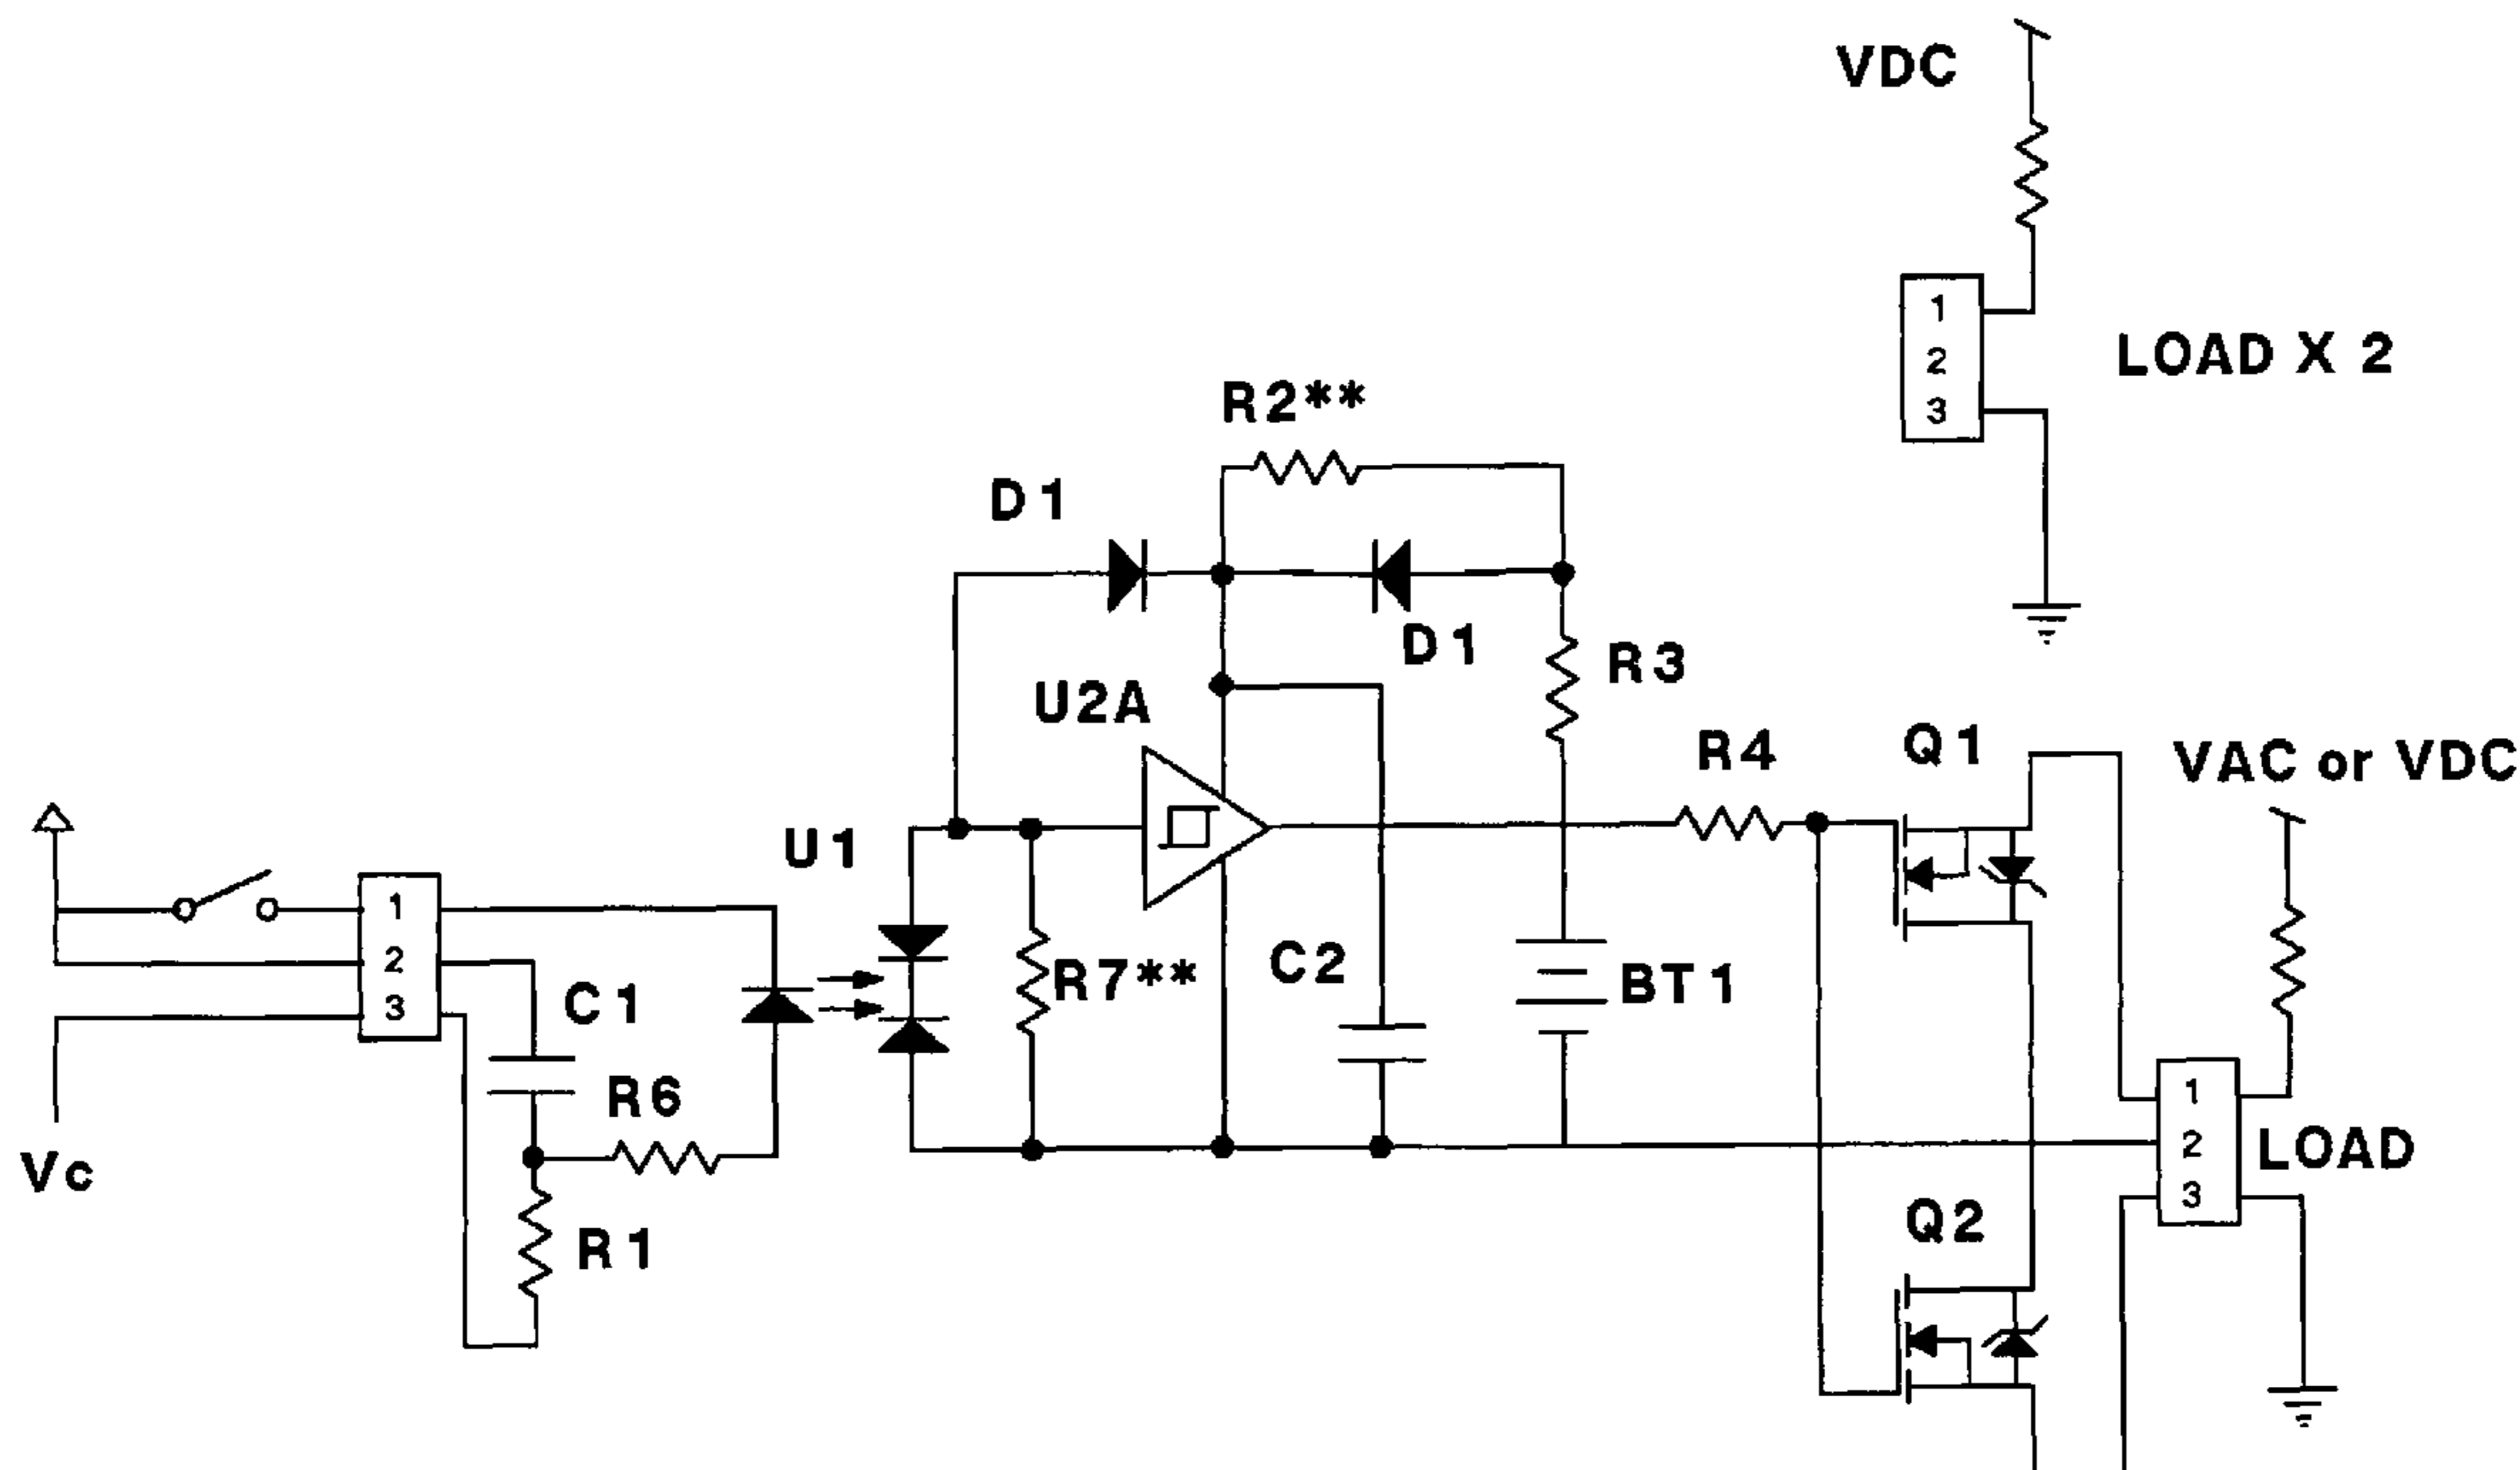 VDC
1
2
3
LOAD X 2
R2**
D1
D1
R3
U2A
R4
Q1
VAC or VDC
U1
1
2
3
C1
R7**
C2
BT1
R6
Vc
R1
1
2
3
LOAD
Q2